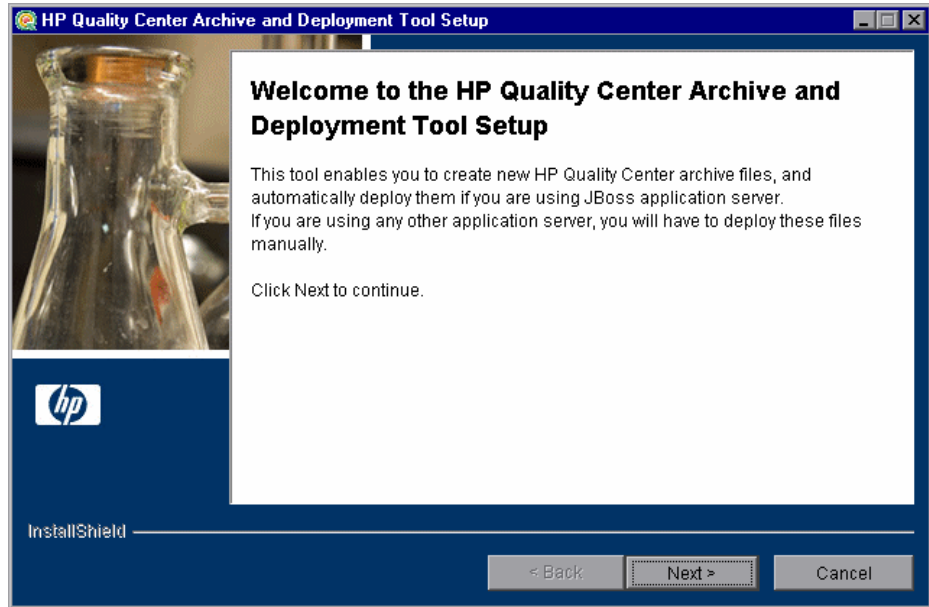 HP Quality Center Archive and Deployment Tool Setup
Welcome to the HP Quality Center Archive and
Deployment Tool Setup
This tool enables you to create new HP Quality Center archive files, and
automatically deploy them if you are using JBoss application server.
If you are using any other application server, you will have to deploy these files
manually.
Click Next to continue.
hp
InstallShield
< Back
Next >
Cancel